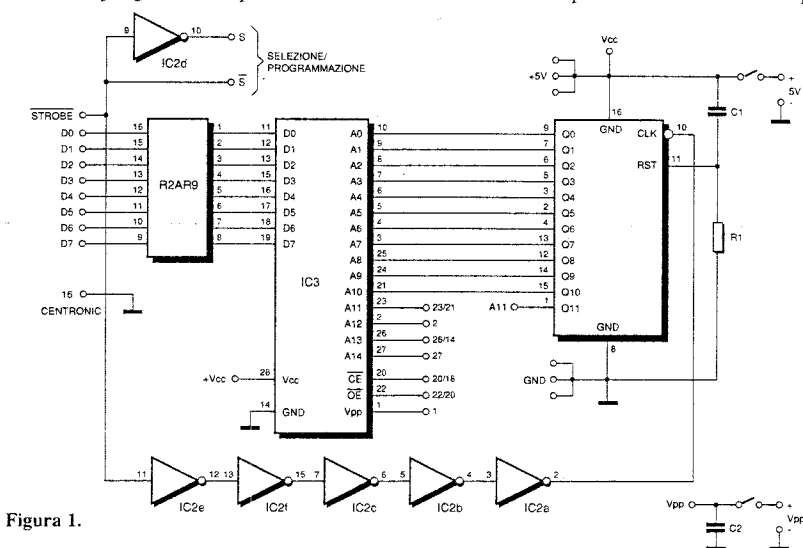 9
10
S
IC2d
S
SELEZIONE/
PROGRAMMAZIONE
STROBE
D0 16 1 11 D0
D1 15 2 12 D1
D2 14 3 13 D2
D3 13 4 15 D3
D4 12 5 16 D4
D5 11 6 17 D5
D6 10 7 18 D6
D7 9 8 19 D7
R2AR9
IC3
A0 10 9 Q0
A1 9 7 Q1
A2 8 6 Q2
A3 7 5 Q3
A4 6 3 Q4
A5 5 2 Q5
A6 4 4 Q6
A7 3 13 Q7
A8 25 12 Q8
A9 24 14 Q9
A10 21 15 Q10
A11 23 23/21
A11 1 Q11
A12 2 2
A13 26 26/14
A14 27 27
CE 20 20/18
OE 22 22/20
Vpp 1 1
16
CENTRONIC
+Vcc 28 Vcc
14 GND
Vcc
+5V
16
GND
CLK 10
RST 11
GND
8
GND
C1
R1
+
5V
-
11 12 13 15 7 6 5 4 3 2
IC2e IC2f IC2c IC2b IC2a
Vpp
C2
+
Vpp
-
Figura 1.